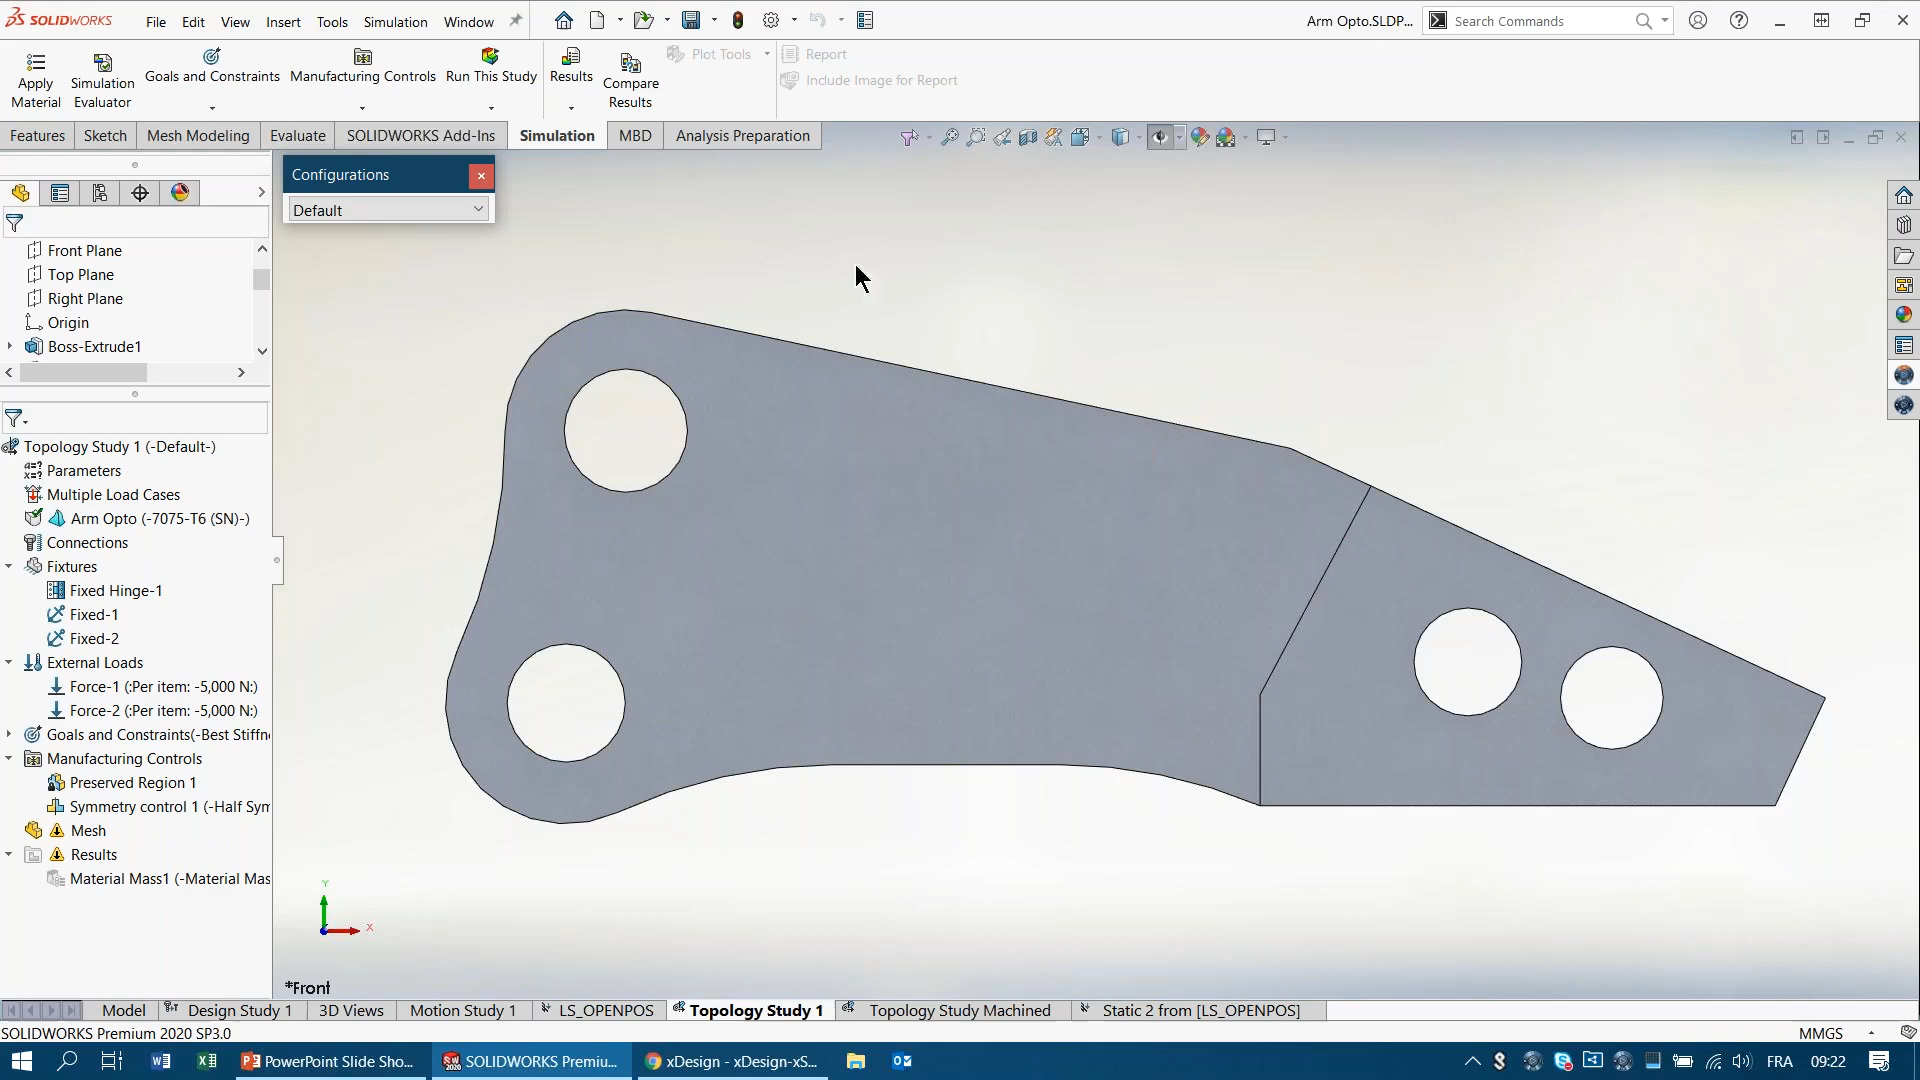 SOLIDWORKS File Edit View Insert Tools Simulation Window Arm Opto.SLDP... Search Commands
Apply Material
Simulation Evaluator
Goals and Constraints
Manufacturing Controls
Run This Study
Results
Compare Results
Plot Tools
Report
Include Image for Report
Features Sketch Mesh Modeling Evaluate SOLIDWORKS Add-Ins Simulation MBD Analysis Preparation
Configurations
Default
Front Plane
Top Plane
Right Plane
Origin
Boss-Extrude1
Topology Study 1 (-Default-)
Parameters
Multiple Load Cases
Arm Opto (-7075-T6 (SN)-)
Connections
Fixtures
Fixed Hinge-1
Fixed-1
Fixed-2
External Loads
Force-1 (:Per item: -5,000 N:)
Force-2 (:Per item: -5,000 N:)
Goals and Constraints(-Best Stiffn
Manufacturing Controls
Preserved Region 1
Symmetry control 1 (-Half Sym
Mesh
Results
Material Mass1 (-Material Mas
Y
X
*Front
Model Design Study 1 3D Views Motion Study 1 LS_OPENPOS Topology Study 1 Topology Study Machined Static 2 from [LS_OPENPOS]
SOLIDWORKS Premium 2020 SP3.0 MMGS
PowerPoint Slide Sho... SOLIDWORKS Premiu... xDesign - xDesign-xS... FRA 09:22